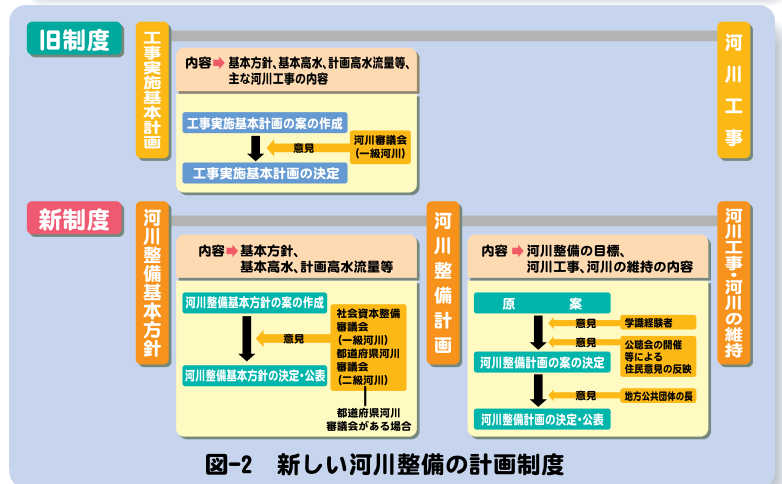 旧制度
工事実施基本計画
内容➡基本方針、基本高水、計画高水流量等、
主な河川工事の内容
工事実施基本計画の案の作成
意見
河川審議会
(一級河川)
工事実施基本計画の決定
河川工事
新制度
河川整備基本方針
内容➡基本方針、
基本高水、計画高水流量等
河川整備基本方針の案の作成
意見
社会資本整備
審議会
(一級河川)
都道府県河川
審議会
(二級河川)
河川整備基本方針の決定・公表
都道府県河川
審議会がある場合
河川整備計画
内容➡河川整備の目標、
河川工事、河川の維持の内容
原案
意見
学識経験者
意見
公聴会の開催
等による
住民意見の反映
河川整備計画の案の決定
意見
地方公共団体の長
河川整備計画の決定・公表
河川工事・河川の維持
図-2 新しい河川整備の計画制度